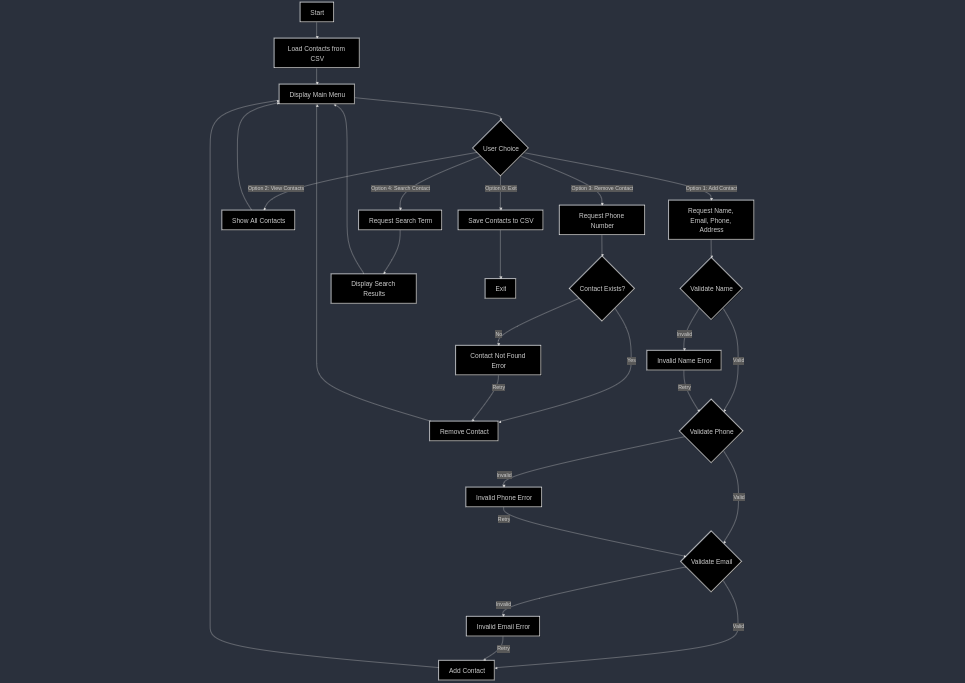 Start
Load Contacts from
CSV
Display Main Menu
User Choice
Option 2: View Contacts
Option 4: Search Contact
Option 0: Exit
Option 3: Remove Contact
Option 1: Add Contact
Show All Contacts
Request Search Term
Save Contacts to CSV
Request Phone
Number
Request Name,
Email, Phone,
Address
Display Search
Results
Exit
Contact Exists?
Validate Name
No
Invalid
Contact Not Found
Error
Yes
Invalid Name Error
Valid
Retry
Retry
Remove Contact
Validate Phone
Invalid
Invalid Phone Error
Valid
Retry
Validate Email
Invalid
Invalid Email Error
Valid
Retry
Add Contact